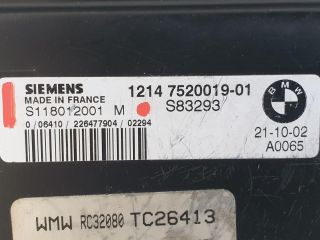 SIEMENS 1214 7520019-01 BMW
MADE IN FRANCE
S118012001 M S83293
0 / 06410 / 226477904 / 02294 21-10-02
A0065
WMW RC32080 TC26413